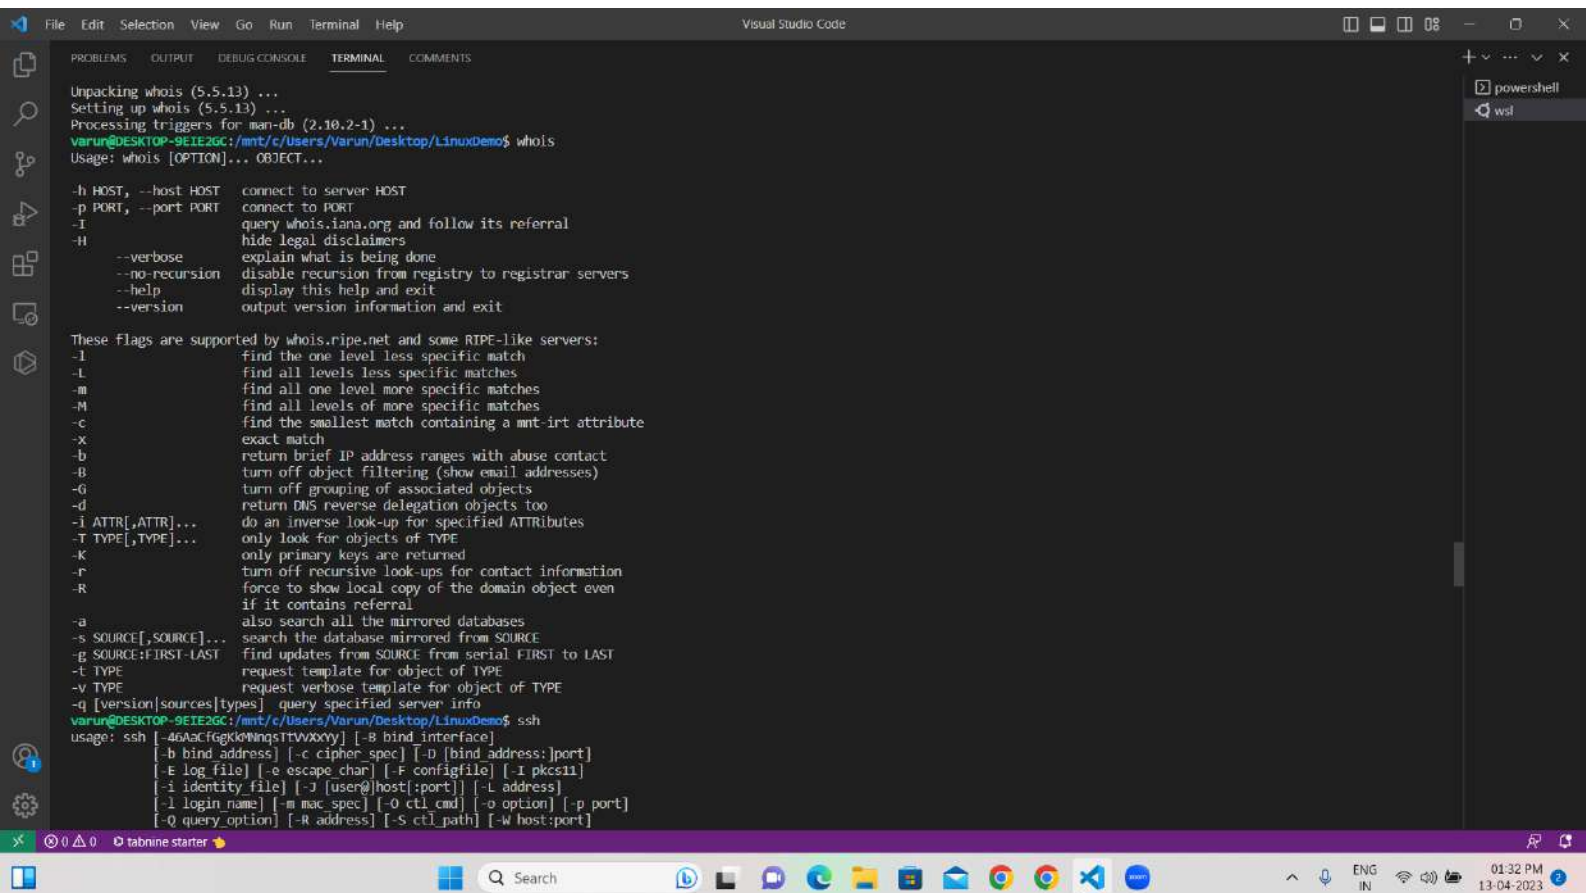 File Edit Selection View Go Run Terminal Help
Visual Studio Code
PROBLEMS OUTPUT DEBUG CONSOLE TERMINAL COMMENTS
powershell
wsl
Unpacking whois (5.5.13) ...
Setting up whois (5.5.13) ...
Processing triggers for man-db (2.10.2-1) ...
varun@DESKTOP-9EIE2GC:/mnt/c/Users/Varun/Desktop/LinuxDemo$ whois
Usage: whois [OPTION]... OBJECT...
-h HOST, --host HOST connect to server HOST
-p PORT, --port PORT connect to PORT
-I query whois.iana.org and follow its referral
-H hide legal disclaimers
--verbose explain what is being done
--no-recursion disable recursion from registry to registrar servers
--help display this help and exit
--version output version information and exit
These flags are supported by whois.ripe.net and some RIPE-like servers:
-l find the one level less specific match
-L find all levels less specific matches
-m find all one level more specific matches
-M find all levels of more specific matches
-c find the smallest match containing a mnt-irt attribute
-x exact match
-b return brief IP address ranges with abuse contact
-B turn off object filtering (show email addresses)
-G turn off grouping of associated objects
-d return DNS reverse delegation objects too
-i ATTR[,ATTR]... do an inverse look-up for specified ATTRibutes
-T TYPE[,TYPE]... only look for objects of TYPE
-K only primary keys are returned
-r turn off recursive look-ups for contact information
-R force to show local copy of the domain object even
if it contains referral
-a also search all the mirrored databases
-s SOURCE[,SOURCE]... search the database mirrored from SOURCE
-g SOURCE:FIRST-LAST find updates from SOURCE from serial FIRST to LAST
-t TYPE request template for object of TYPE
-v TYPE request verbose template for object of TYPE
-q [version|sources|types] query specified server info
varun@DESKTOP-9EIE2GC:/mnt/c/Users/Varun/Desktop/LinuxDemo$ ssh
usage: ssh [-46AaCfGgKkMNnqsTtVvXxYy] [-B bind_interface]
[-b bind_address] [-c cipher_spec] [-D [bind_address:]port]
[-E log_file] [-e escape_char] [-F configfile] [-I pkcs11]
[-i identity_file] [-J [user@]host[:port]] [-L address]
[-l login_name] [-m mac_spec] [-O ctl_cmd] [-o option] [-p port]
[-Q query_option] [-R address] [-S ctl_path] [-W host:port]
1
0 0 tabnine starter
Search
zoom
ENG
IN
01:32 PM
13-04-2023
2